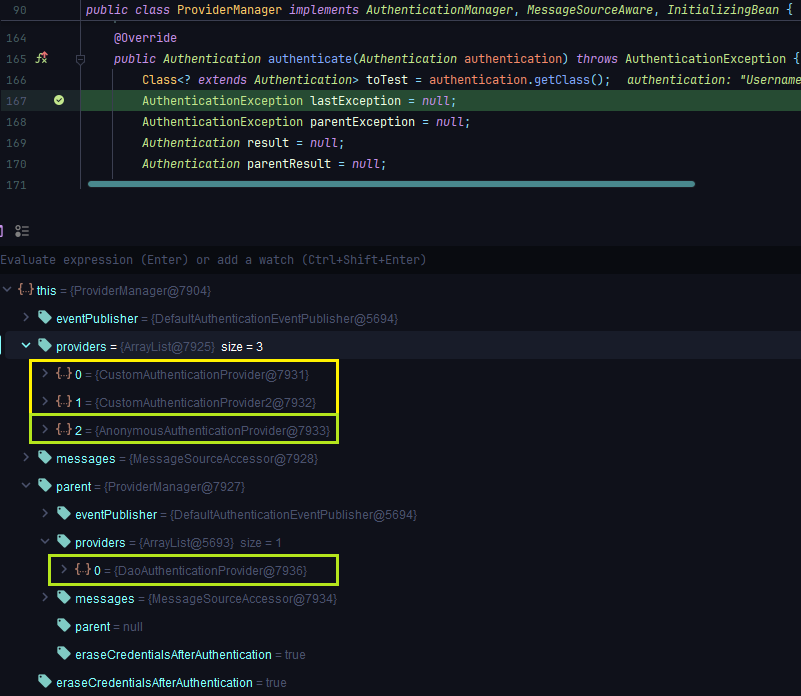 90 public class ProviderManager implements AuthenticationManager, MessageSourceAware, InitializingBean {
164 @Override
165 public Authentication authenticate(Authentication authentication) throws AuthenticationException {
166 Class<? extends Authentication> toTest = authentication.getClass(); authentication: "Username
167 AuthenticationException lastException = null;
168 AuthenticationException parentException = null;
169 Authentication result = null;
170 Authentication parentResult = null;
171
Evaluate expression (Enter) or add a watch (Ctrl+Shift+Enter)
this = {ProviderManager@7904}
eventPublisher = {DefaultAuthenticationEventPublisher@5694}
providers = {ArrayList@7925} size = 3
0 = {CustomAuthenticationProvider@7931}
1 = {CustomAuthenticationProvider2@7932}
2 = {AnonymousAuthenticationProvider@7933}
messages = {MessageSourceAccessor@7928}
parent = {ProviderManager@7927}
eventPublisher = {DefaultAuthenticationEventPublisher@5694}
providers = {ArrayList@5693} size = 1
0 = {DaoAuthenticationProvider@7936}
messages = {MessageSourceAccessor@7934}
parent = null
eraseCredentialsAfterAuthentication = true
eraseCredentialsAfterAuthentication = true